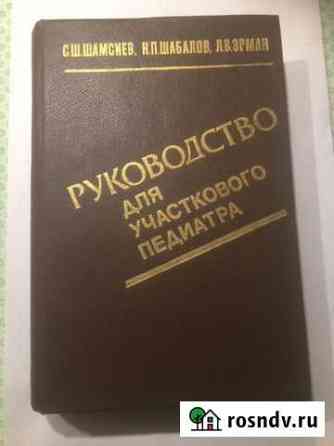 С.Ш.ШАМСИЕВ, Н.П.ШАБАЛОВ, Л.В.ЭРМАН
РУКОВОДСТВО
ДЛЯ
УЧАСТКОВОГО
ПЕДИАТРА
rosndv.ru